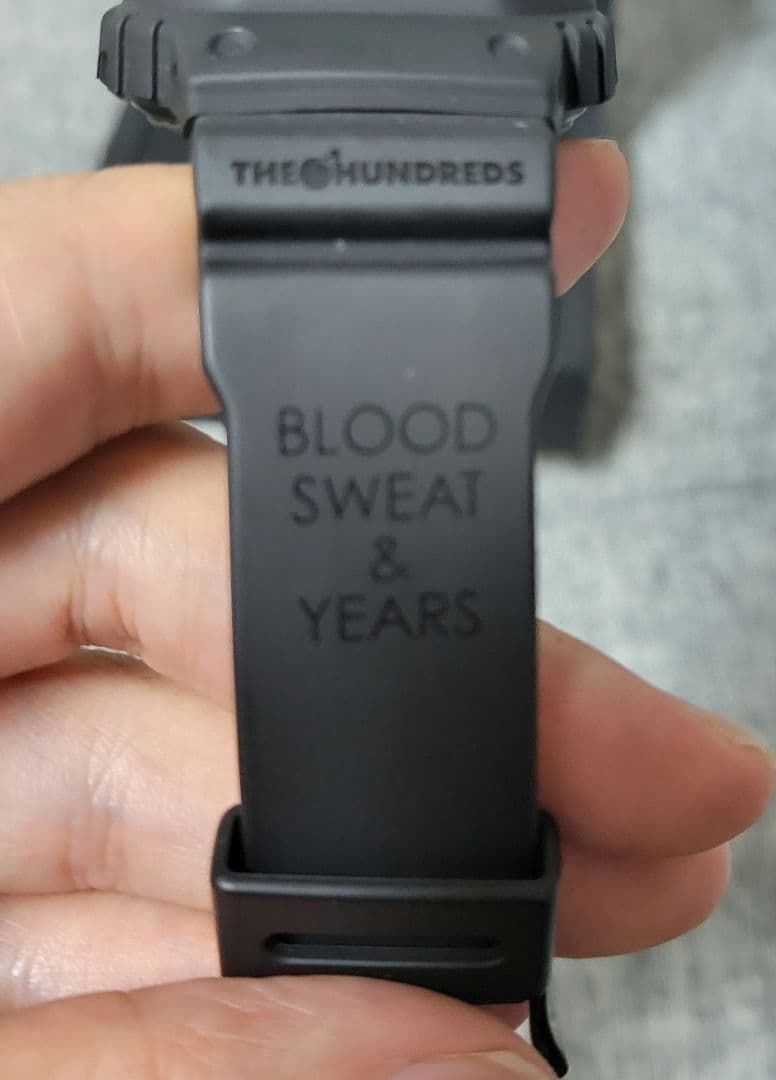 THE HUNDREDS
BLOOD
SWEAT
&
YEARS